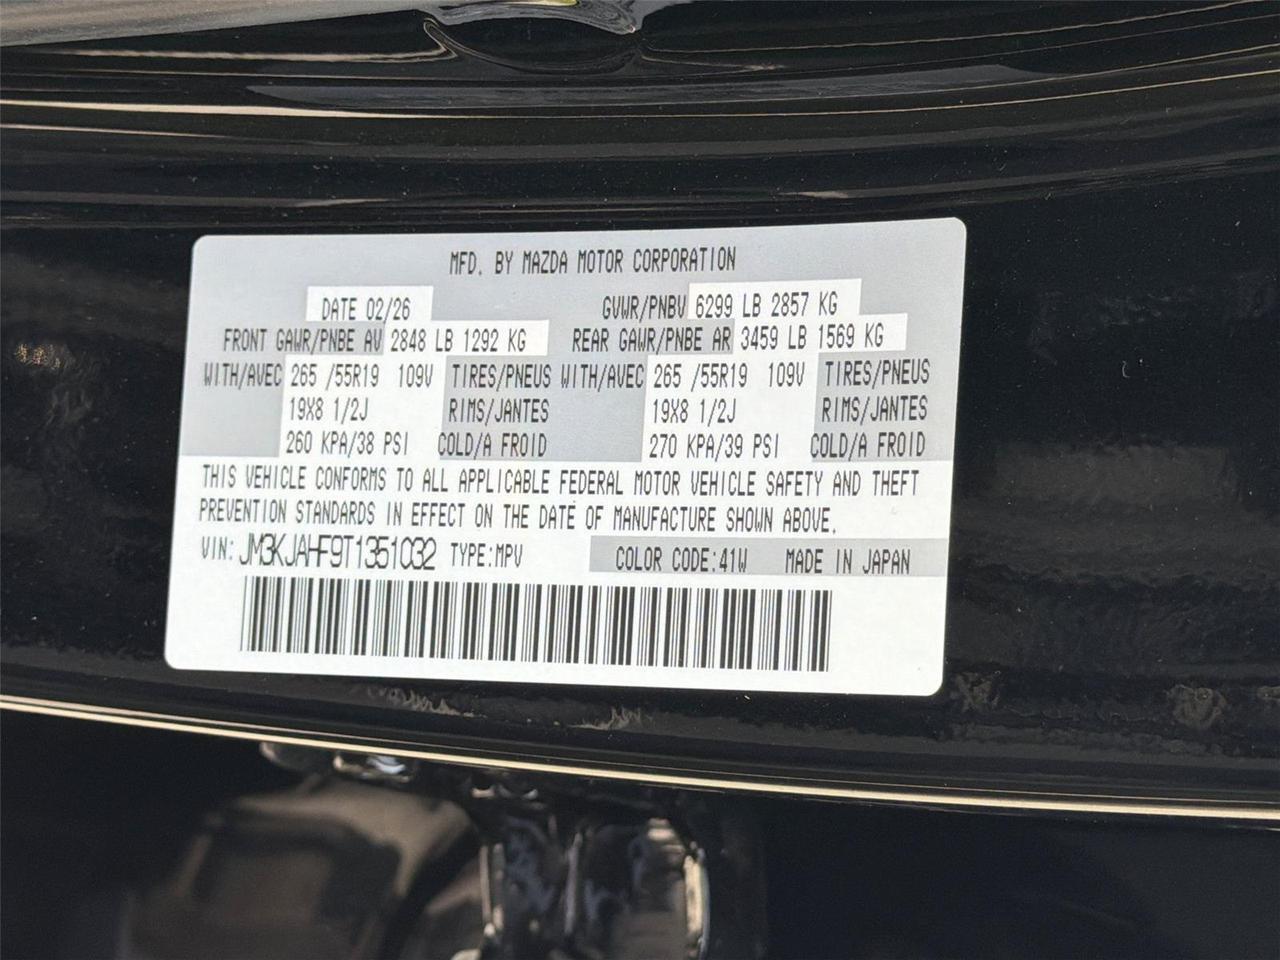 MFD. BY MAZDA MOTOR CORPORATION
DATE 02/26 GVWR/PNBV 6299 LB 2857 KG
FRONT GAWR/PNBE AV 2848 LB 1292 KG REAR GAWR/PNBE AR 3459 LB 1569 KG
WITH/AVEC 265 /55R19 109V TIRES/PNEUS WITH/AVEC 265 /55R19 109V TIRES/PNEUS
19X8 1/2J RIMS/JANTES 19X8 1/2J RIMS/JANTES
260 KPA/38 PSI COLD/A FROID 270 KPA/39 PSI COLD/A FROID
THIS VEHICLE CONFORMS TO ALL APPLICABLE FEDERAL MOTOR VEHICLE SAFETY AND THEFT
PREVENTION STANDARDS IN EFFECT ON THE DATE OF MANUFACTURE SHOWN ABOVE.
VIN: JM3KJAHF9T1351032 TYPE:MPV COLOR CODE:41W MADE IN JAPAN